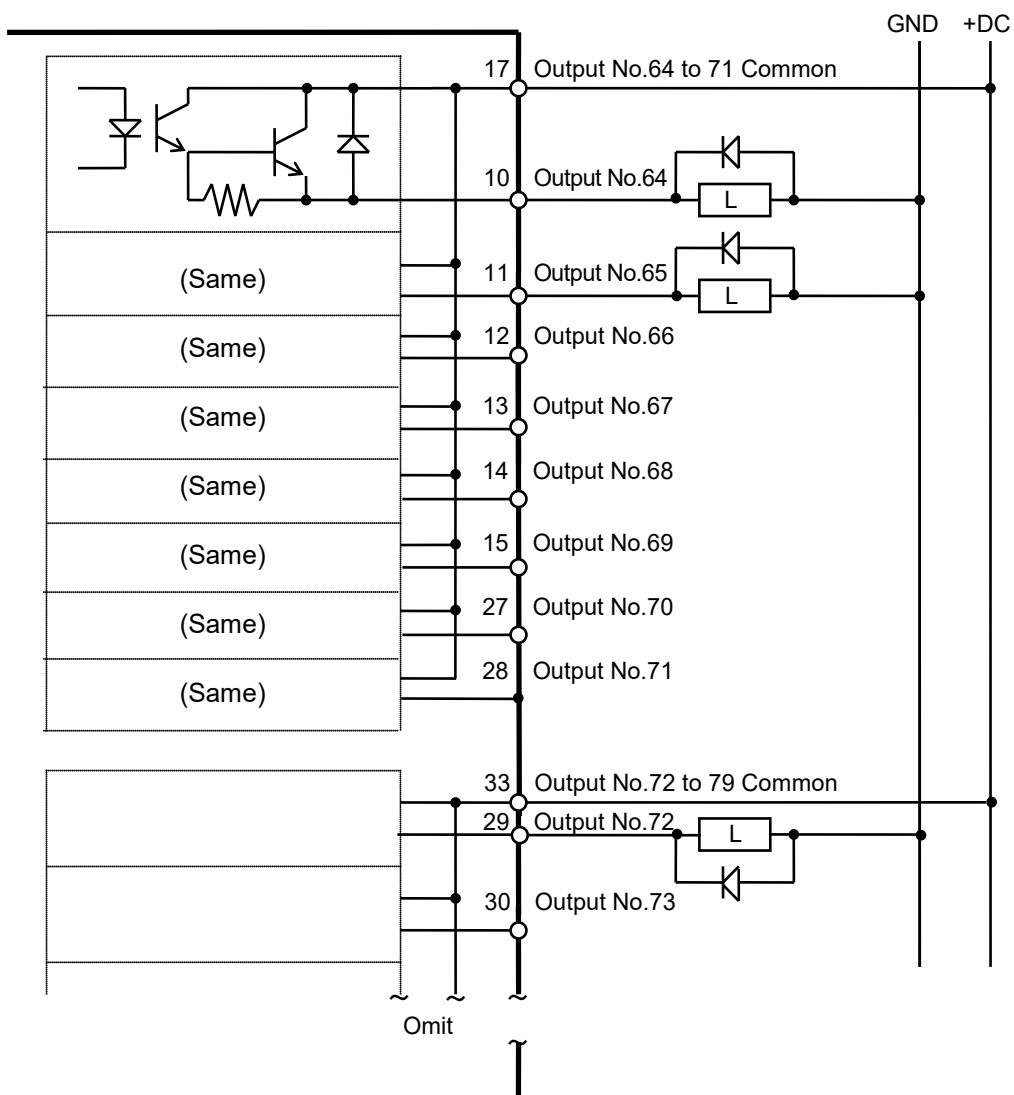 GND +DC
17 Output No.64 to 71 Common
10 Output No.64
L
(Same) 11 Output No.65
L
(Same) 12 Output No.66
(Same) 13 Output No.67
(Same) 14 Output No.68
(Same) 15 Output No.69
(Same) 27 Output No.70
(Same) 28 Output No.71
33 Output No.72 to 79 Common
29 Output No.72
L
30 Output No.73
~ ~ ~
Omit
~